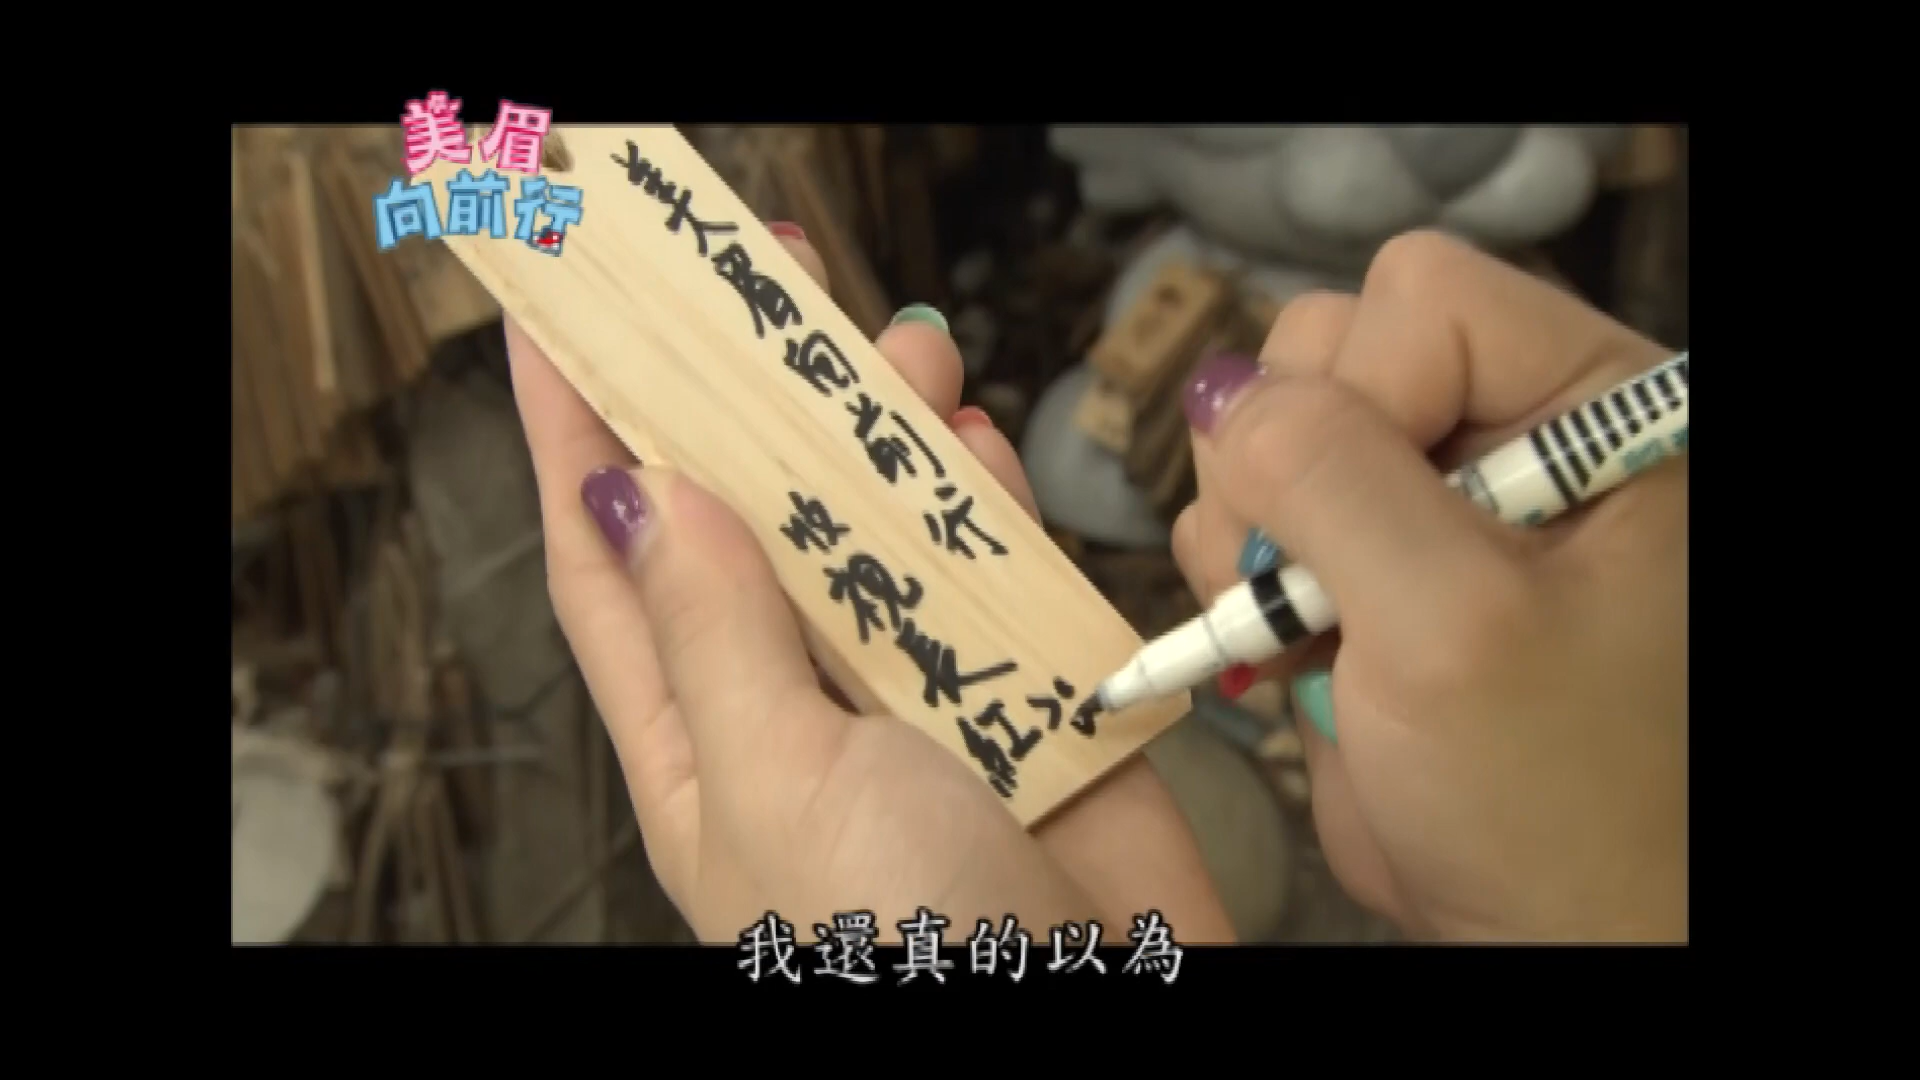 美眉
向前行
美眉向前行
收視長紅
我還真的以為